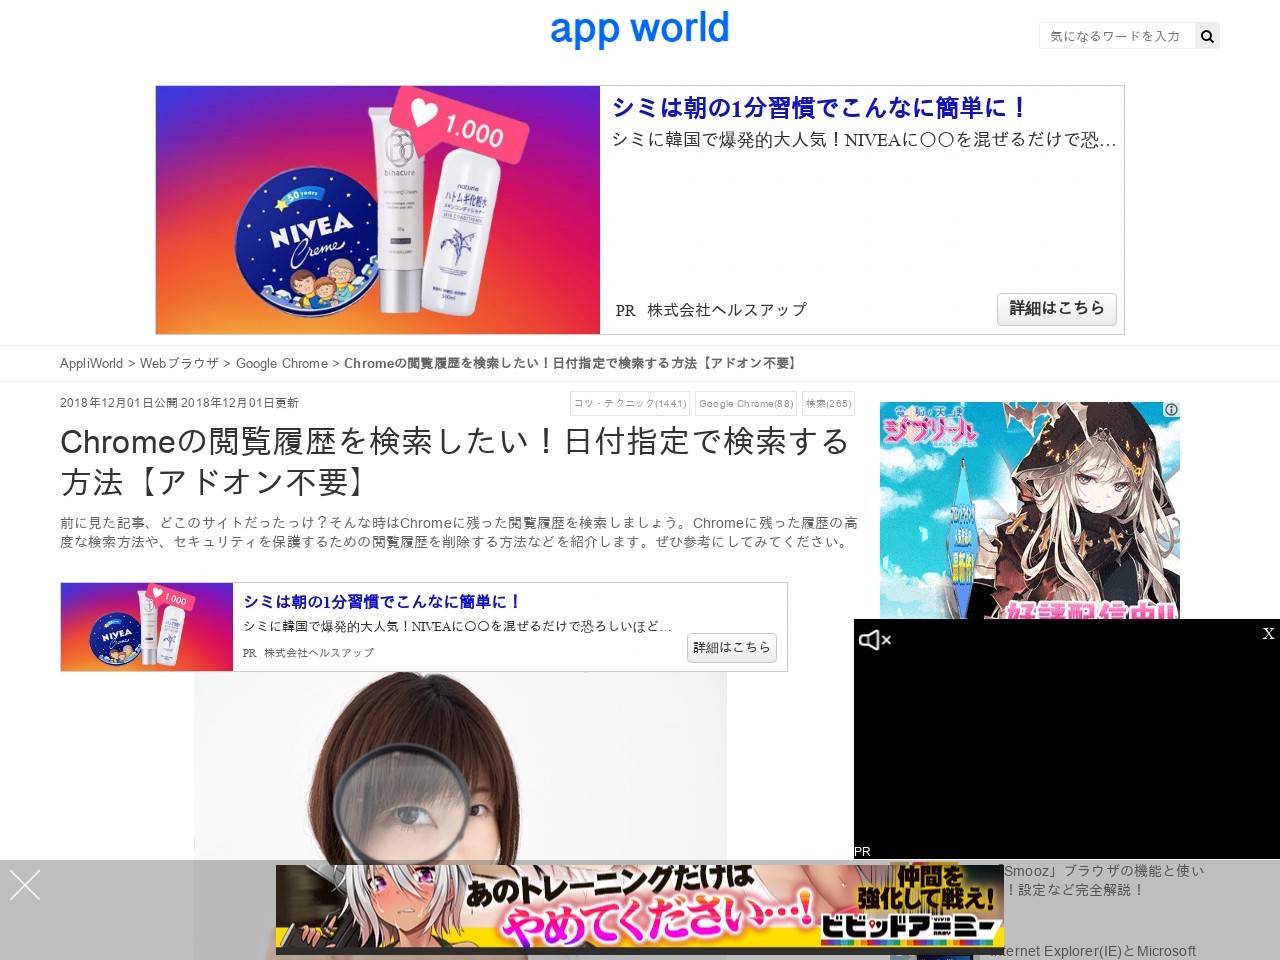 app world
気になるワードを入力
1,000
bihacure
50 years
NIVEA
Creme
nature
ハトムギ化粧水
シミは朝の1分習慣でこんなに簡単に！
シミに韓国で爆発的大人気！NIVEAに〇〇を混ぜるだけで恐…
PR 株式会社ヘルスアップ
詳細はこちら
AppliWorld > Webブラウザ > Google Chrome > Chromeの閲覧履歴を検索したい！日付指定で検索する方法【アドオン不要】
2018年12月01日公開 2018年12月01日更新
コツ・テクニック(1441)
Google Chrome(88)
検索(265)
Chromeの閲覧履歴を検索したい！日付指定で検索する
方法【アドオン不要】
前に見た記事、どこのサイトだったっけ？そんな時はChromeに残った閲覧履歴を検索しましょう。Chromeに残った履歴の高
度な検索方法や、セキュリティを保護するための閲覧履歴を削除する方法などを紹介します。ぜひ参考にしてみてください。
1,000
NIVEA
シミは朝の1分習慣でこんなに簡単に！
シミに韓国で爆発的大人気！NIVEAに〇〇を混ぜるだけで恐ろしいほど…
PR 株式会社ヘルスアップ
詳細はこちら
ジブリール
最新作!
好評配信中!!
X
PR
「Smooz」ブラウザの機能と使い
！設定など完全解説！
Internet Explorer(IE)とMicrosoft
あのトレーニングだけは
やめてください…!
仲間を
強化して戦え!
ビビッドアーミー
VIVID ARMY